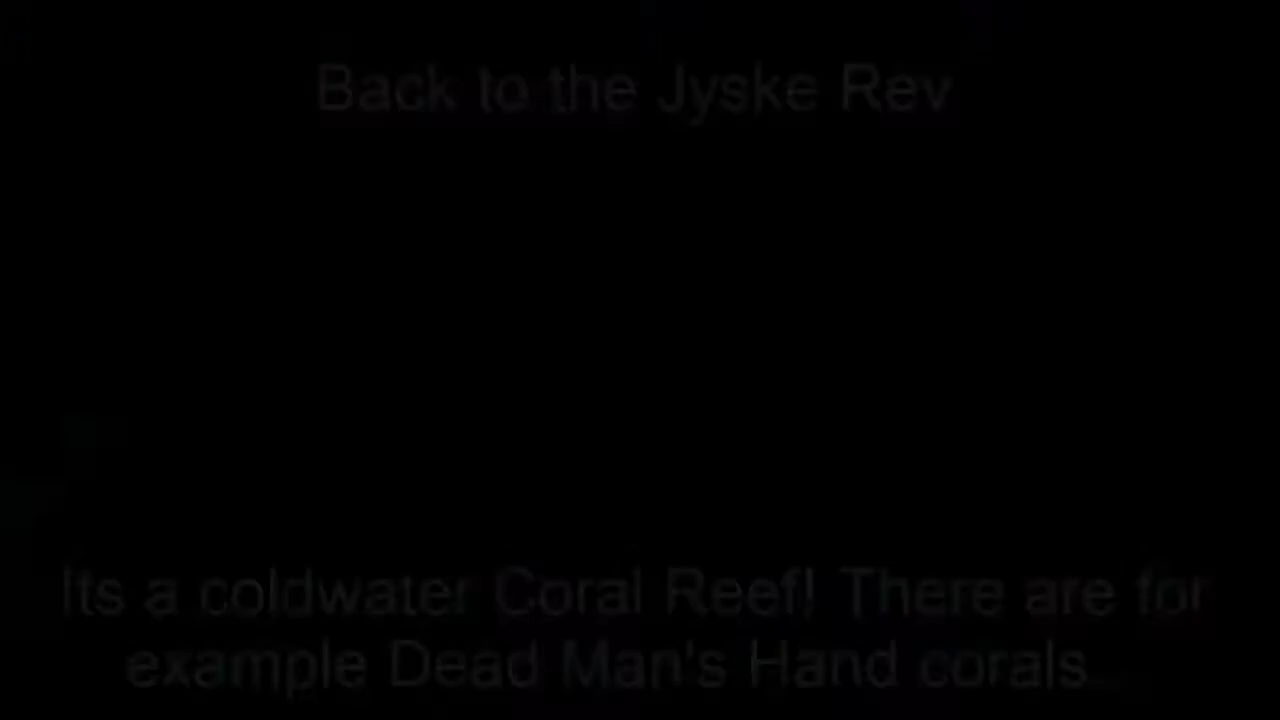 Back to the Jyske Rev
Its a coldwater Coral Reef! There are for
example Dead Man's Hand corals...